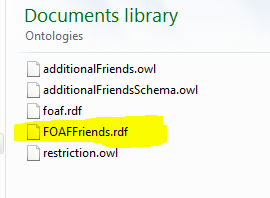 Documents library
Ontologies
additionalFriends.owl
additionalFriendsSchema.owl
foaf.rdf
FOAFFriends.rdf
restriction.owl